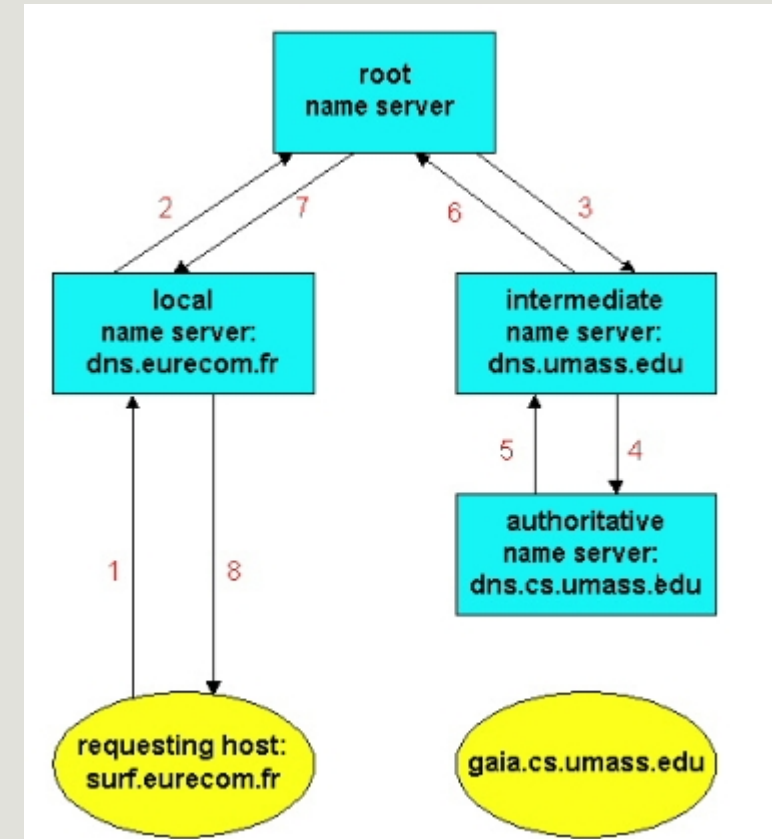 root
name server
2
7
6
3
local
name server:
dns.eurecom.fr
intermediate
name server:
dns.umass.edu
5
4
authoritative
name server:
dns.cs.umass.edu
1
8
requesting host:
surf.eurecom.fr
gaia.cs.umass.edu